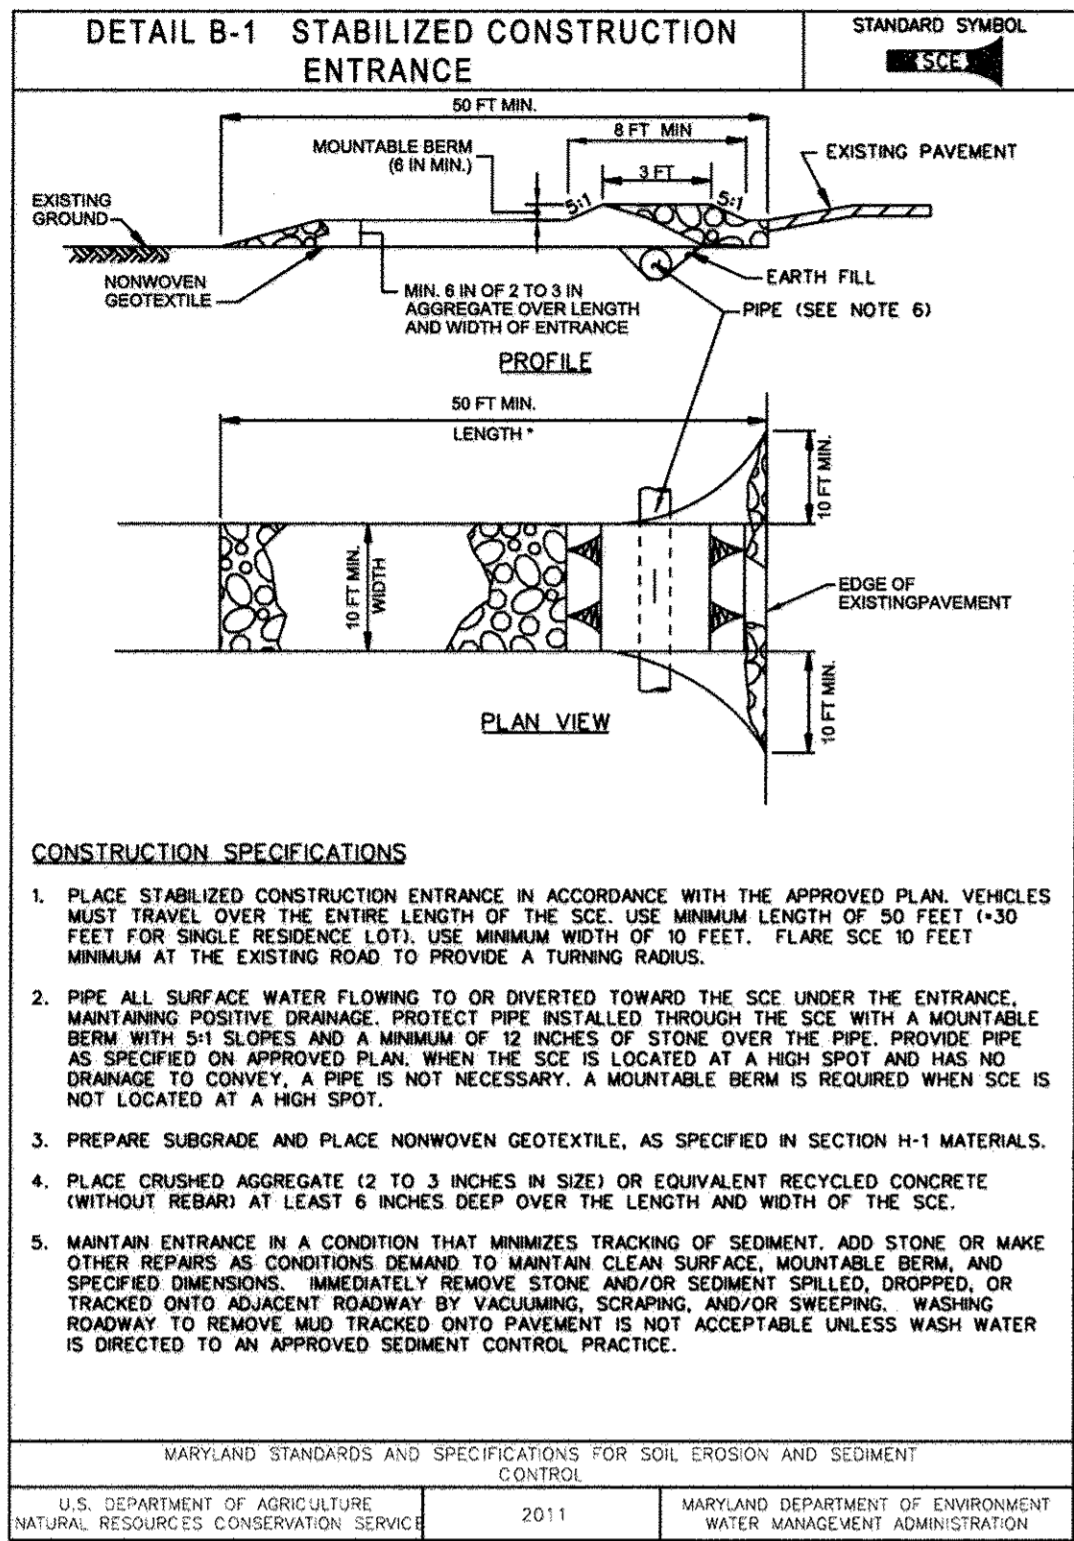 DETAIL B-1 STABILIZED CONSTRUCTION
ENTRANCE
STANDARD SYMBOL
SCE
50 FT MIN.
8 FT MIN
MOUNTABLE BERM
(6 IN MIN.)
EXISTING PAVEMENT
3 FT
5:1
5:1
EXISTING
GROUND
NONWOVEN
GEOTEXTILE
MIN. 6 IN OF 2 TO 3 IN
AGGREGATE OVER LENGTH
AND WIDTH OF ENTRANCE
EARTH FILL
PIPE (SEE NOTE 6)
PROFILE
50 FT MIN.
LENGTH *
10 FT MIN.
10 FT MIN.
WIDTH
EDGE OF
EXISTINGPAVEMENT
10 FT MIN.
PLAN VIEW
CONSTRUCTION SPECIFICATIONS
1. PLACE STABILIZED CONSTRUCTION ENTRANCE IN ACCORDANCE WITH THE APPROVED PLAN. VEHICLES
MUST TRAVEL OVER THE ENTIRE LENGTH OF THE SCE. USE MINIMUM LENGTH OF 50 FEET (*30
FEET FOR SINGLE RESIDENCE LOT). USE MINIMUM WIDTH OF 10 FEET. FLARE SCE 10 FEET
MINIMUM AT THE EXISTING ROAD TO PROVIDE A TURNING RADIUS.
2. PIPE ALL SURFACE WATER FLOWING TO OR DIVERTED TOWARD THE SCE UNDER THE ENTRANCE,
MAINTAINING POSITIVE DRAINAGE. PROTECT PIPE INSTALLED THROUGH THE SCE WITH A MOUNTABLE
BERM WITH 5:1 SLOPES AND A MINIMUM OF 12 INCHES OF STONE OVER THE PIPE. PROVIDE PIPE
AS SPECIFIED ON APPROVED PLAN. WHEN THE SCE IS LOCATED AT A HIGH SPOT AND HAS NO
DRAINAGE TO CONVEY, A PIPE IS NOT NECESSARY. A MOUNTABLE BERM IS REQUIRED WHEN SCE IS
NOT LOCATED AT A HIGH SPOT.
3. PREPARE SUBGRADE AND PLACE NONWOVEN GEOTEXTILE, AS SPECIFIED IN SECTION H-1 MATERIALS.
4. PLACE CRUSHED AGGREGATE (2 TO 3 INCHES IN SIZE) OR EQUIVALENT RECYCLED CONCRETE
(WITHOUT REBAR) AT LEAST 6 INCHES DEEP OVER THE LENGTH AND WIDTH OF THE SCE.
5. MAINTAIN ENTRANCE IN A CONDITION THAT MINIMIZES TRACKING OF SEDIMENT. ADD STONE OR MAKE
OTHER REPAIRS AS CONDITIONS DEMAND TO MAINTAIN CLEAN SURFACE, MOUNTABLE BERM, AND
SPECIFIED DIMENSIONS. IMMEDIATELY REMOVE STONE AND/OR SEDIMENT SPILLED, DROPPED, OR
TRACKED ONTO ADJACENT ROADWAY BY VACUUMING, SCRAPING, AND/OR SWEEPING. WASHING
ROADWAY TO REMOVE MUD TRACKED ONTO PAVEMENT IS NOT ACCEPTABLE UNLESS WASH WATER
IS DIRECTED TO AN APPROVED SEDIMENT CONTROL PRACTICE.
MARYLAND STANDARDS AND SPECIFICATIONS FOR SOIL EROSION AND SEDIMENT
CONTROL
U.S. DEPARTMENT OF AGRICULTURE
NATURAL RESOURCES CONSERVATION SERVICE
2011
MARYLAND DEPARTMENT OF ENVIRONMENT
WATER MANAGEMENT ADMINISTRATION